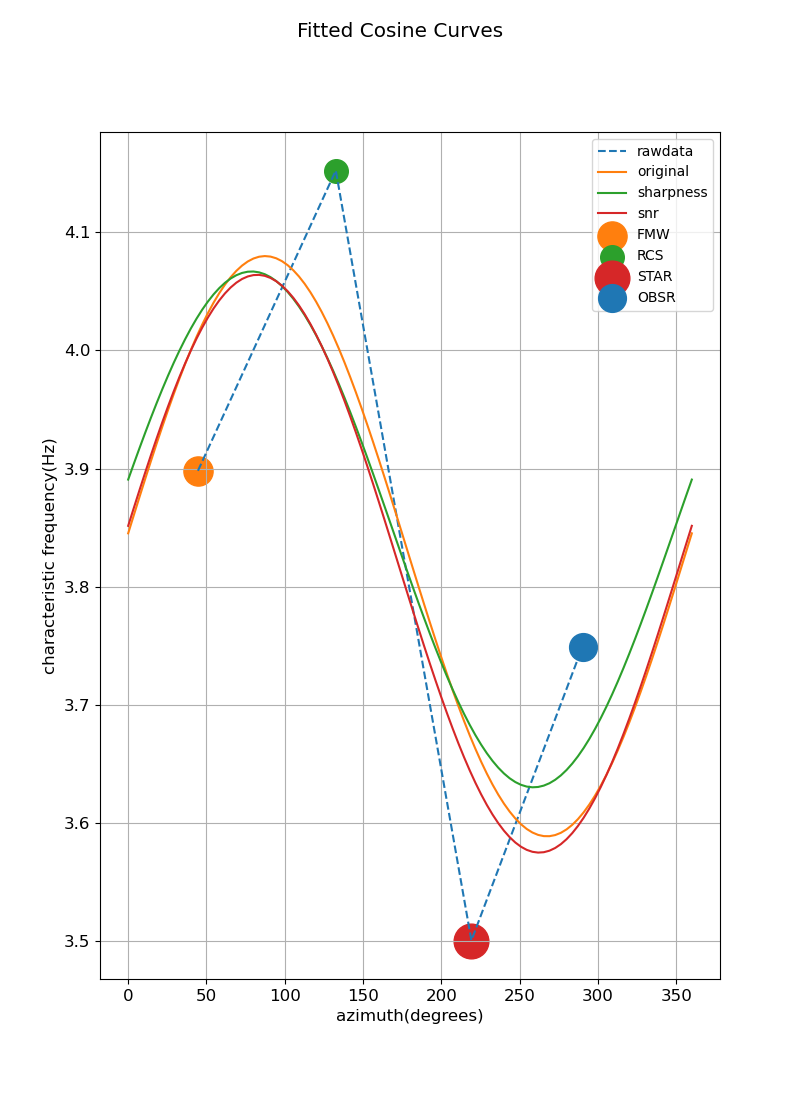 Fitted Cosine Curves
rawdata
original
sharpness
snr
FMW
RCS
STAR
OBSR
4.1
4.0
3.9
3.8
3.7
3.6
3.5
characteristic frequency(Hz)
0 50 100 150 200 250 300 350
azimuth(degrees)